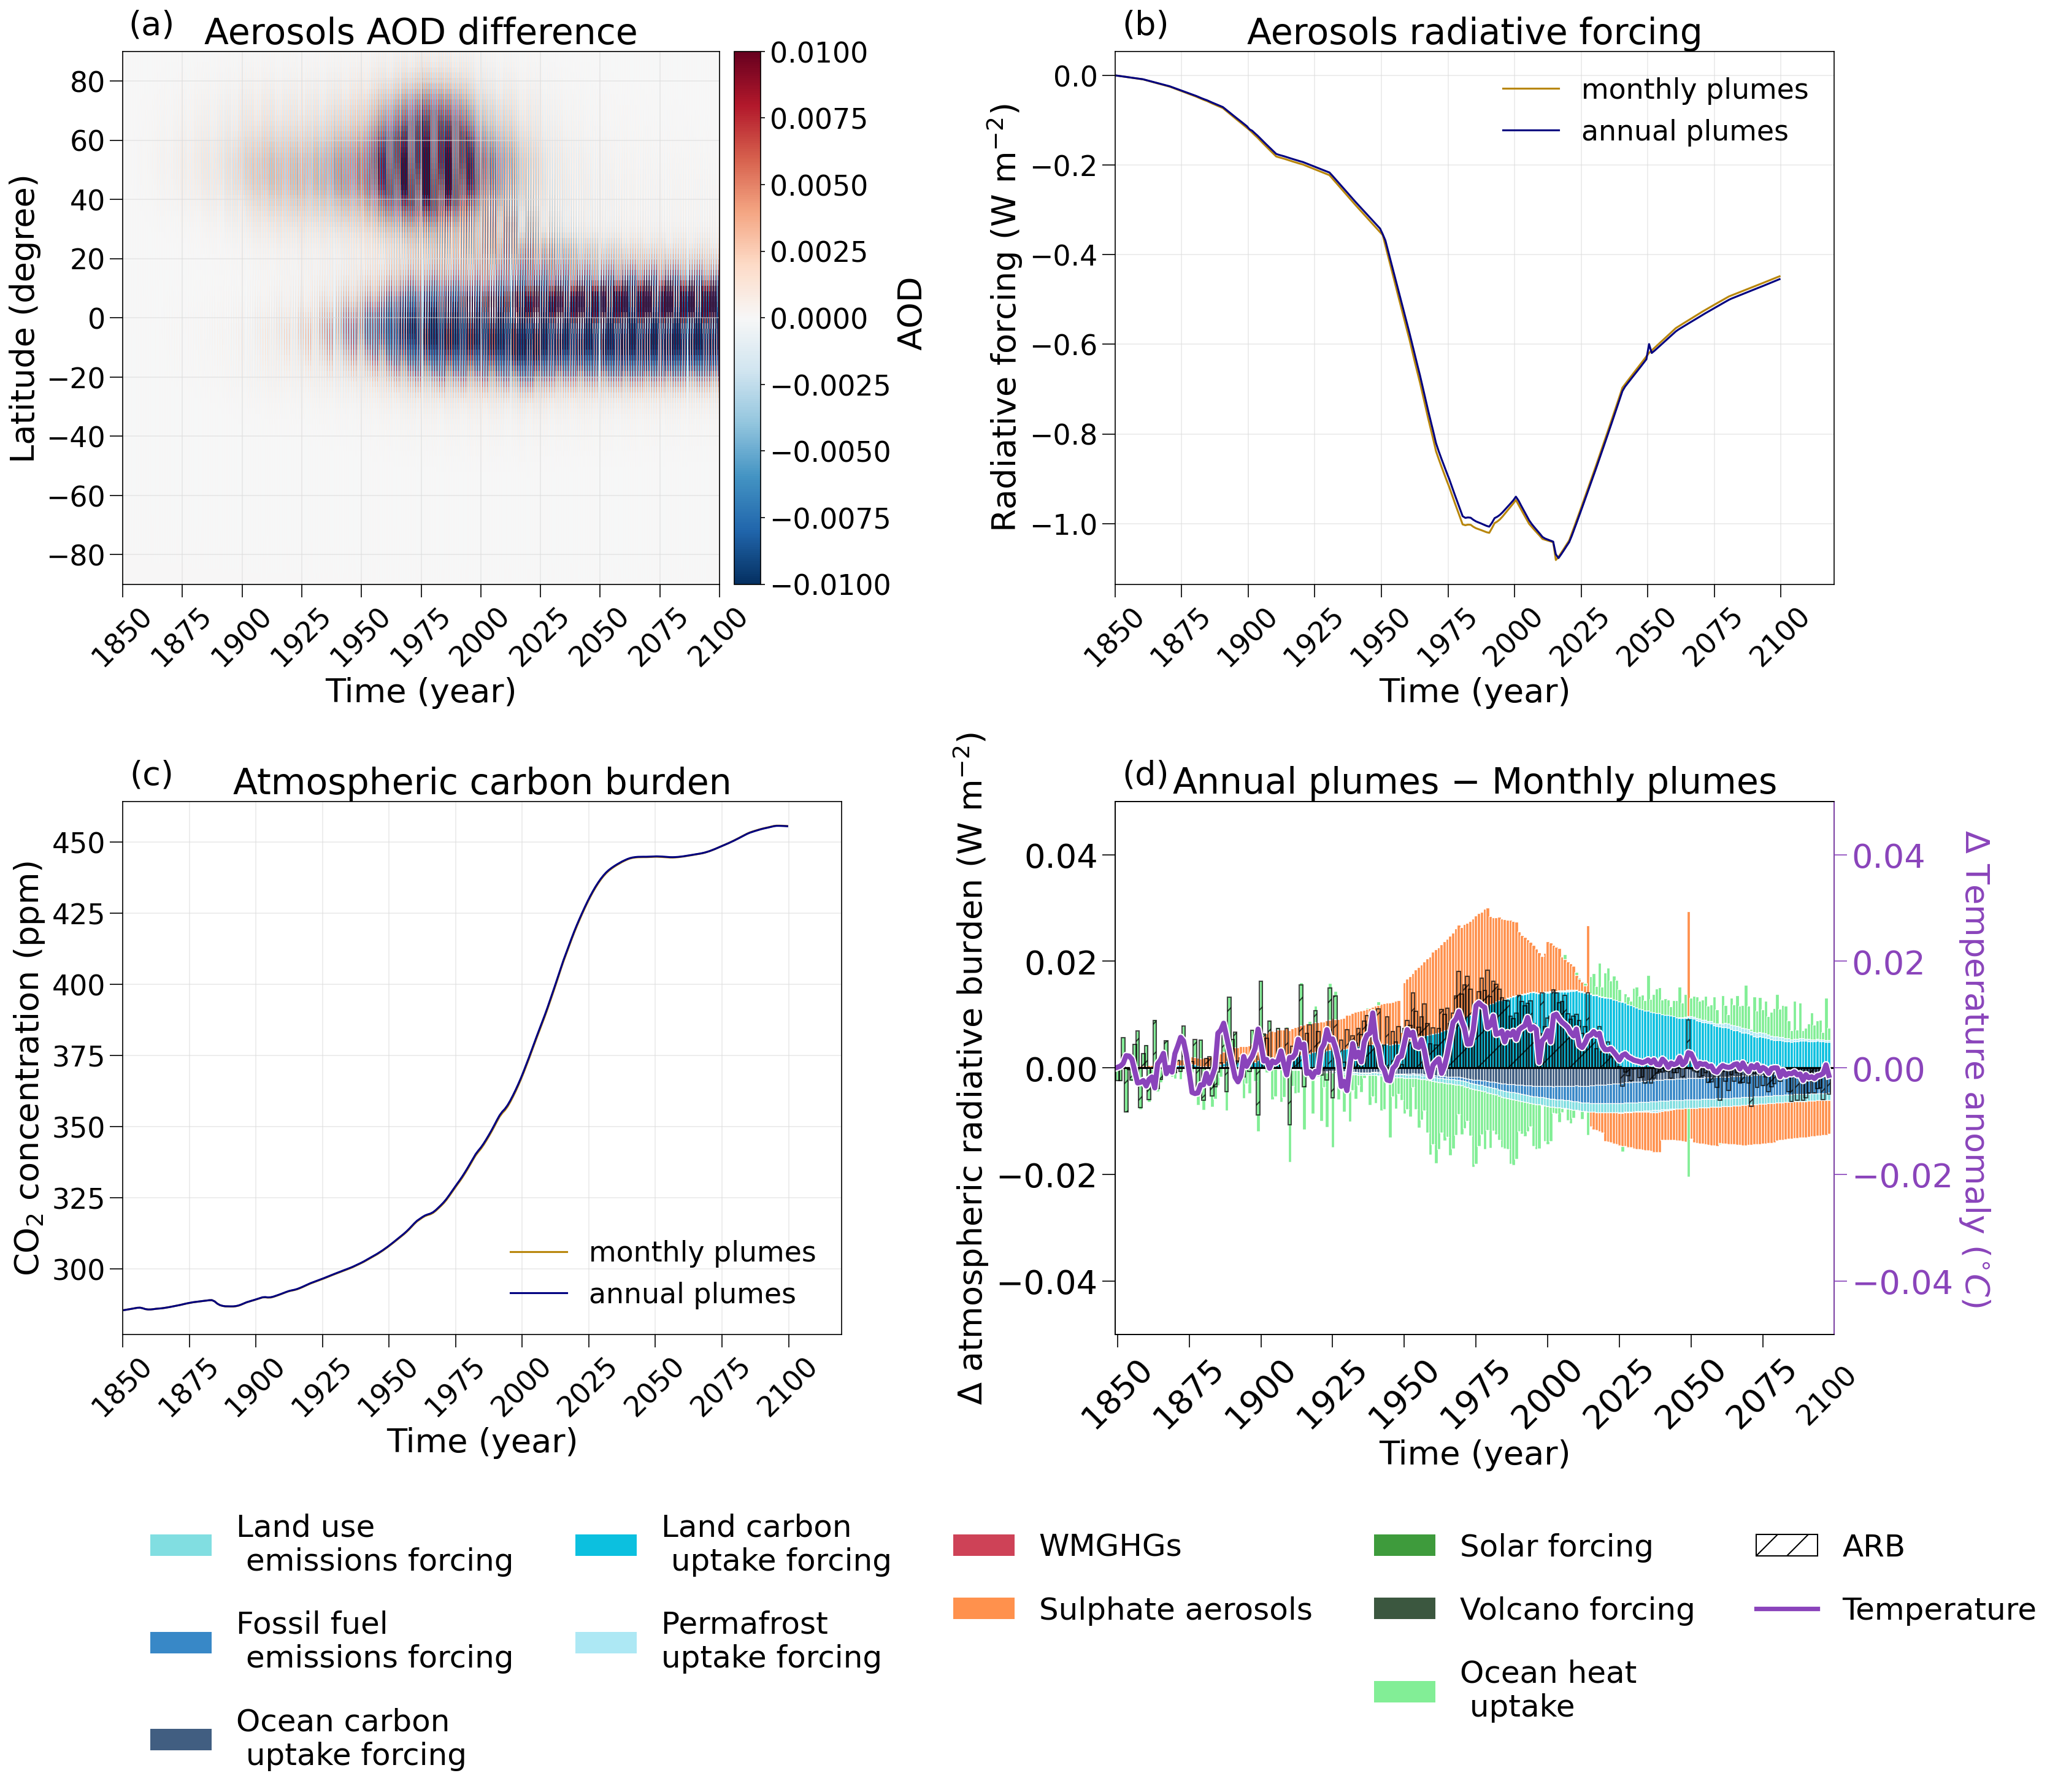 (a) Aerosols AOD difference
80
60
40
20
0
−20
−40
−60
−80
Latitude (degree)
1850 1875 1900 1925 1950 1975 2000 2025 2050 2075 2100
Time (year)
0.0100
0.0075
0.0050
0.0025
0.0000
−0.0025
−0.0050
−0.0075
−0.0100
AOD
(b) Aerosols radiative forcing
0.0
−0.2
−0.4
−0.6
−0.8
−1.0
Radiative forcing (W m⁻²)
monthly plumes
annual plumes
1850 1875 1900 1925 1950 1975 2000 2025 2050 2075 2100
Time (year)
(c) Atmospheric carbon burden
450
425
400
375
350
325
300
CO₂ concentration (ppm)
monthly plumes
annual plumes
1850 1875 1900 1925 1950 1975 2000 2025 2050 2075 2100
Time (year)
(d) Annual plumes − Monthly plumes
0.04
0.02
0.00
−0.02
−0.04
Δ atmospheric radiative burden (W m⁻²)
0.04
0.02
0.00
−0.02
−0.04
Δ Temperature anomaly (°C)
1850 1875 1900 1925 1950 1975 2000 2025 2050 2075 2100
Time (year)
Land use
emissions forcing
Fossil fuel
emissions forcing
Ocean carbon
uptake forcing
Land carbon
uptake forcing
Permafrost
uptake forcing
WMGHGs
Sulphate aerosols
Solar forcing
Volcano forcing
Ocean heat
uptake
ARB
Temperature